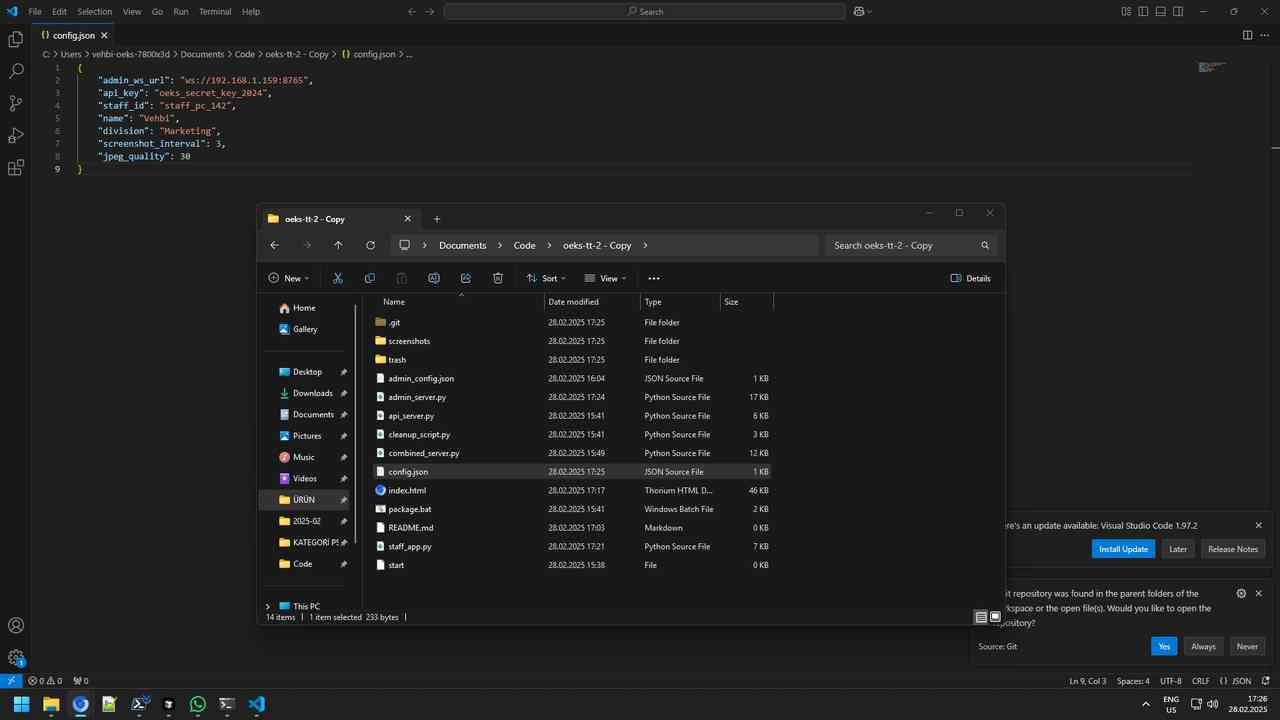 File Edit Selection View Go Run Terminal Help Search
config.json
C: > Users > vehbi-oeks-7800x3d > Documents > Code > oeks-tt-2 - Copy > {} config.json > ...
1 {
2 "admin_ws_url": "ws://192.168.1.159:8765",
3 "api_key": "oeks_secret_key_2024",
4 "staff_id": "staff_pc_142",
5 "name": "Vehbi",
6 "division": "Marketing",
7 "screenshot_interval": 3,
8 "jpeg_quality": 30
9 }
oeks-tt-2 - Copy
Documents > Code > oeks-tt-2 - Copy > Search oeks-tt-2 - Copy
New Sort View Details
Home
Gallery
Desktop
Downloads
Documents
Pictures
Music
Videos
ÜRÜN
2025-02
KATEGORİ
Code
This PC
Name Date modified Type Size
.git 28.02.2025 17:25 File folder
screenshots 28.02.2025 17:25 File folder
trash 28.02.2025 17:25 File folder
admin_config.json 28.02.2025 16:04 JSON Source File 1 KB
admin_server.py 28.02.2025 17:24 Python Source File 17 KB
api_server.py 28.02.2025 15:41 Python Source File 6 KB
cleanup_script.py 28.02.2025 15:41 Python Source File 3 KB
combined_server.py 28.02.2025 15:49 Python Source File 12 KB
config.json 28.02.2025 17:25 JSON Source File 1 KB
index.html 28.02.2025 17:17 Thorium HTML D... 46 KB
package.bat 28.02.2025 15:41 Windows Batch File 2 KB
README.md 28.02.2025 17:03 Markdown 0 KB
staff_app.py 28.02.2025 17:21 Python Source File 7 KB
start 28.02.2025 15:38 File 0 KB
14 items 1 item selected 233 bytes
ere's an update available: Visual Studio Code 1.97.2
Install Update Later Release Notes
it repository was found in the parent folders of the
kspace or the open file(s). Would you like to open the
pository?
Source: Git Yes Always Never
0 0 0 Ln 9, Col 3 Spaces: 4 UTF-8 CRLF {} JSON
1
ENG
US
17:26
28.02.2025